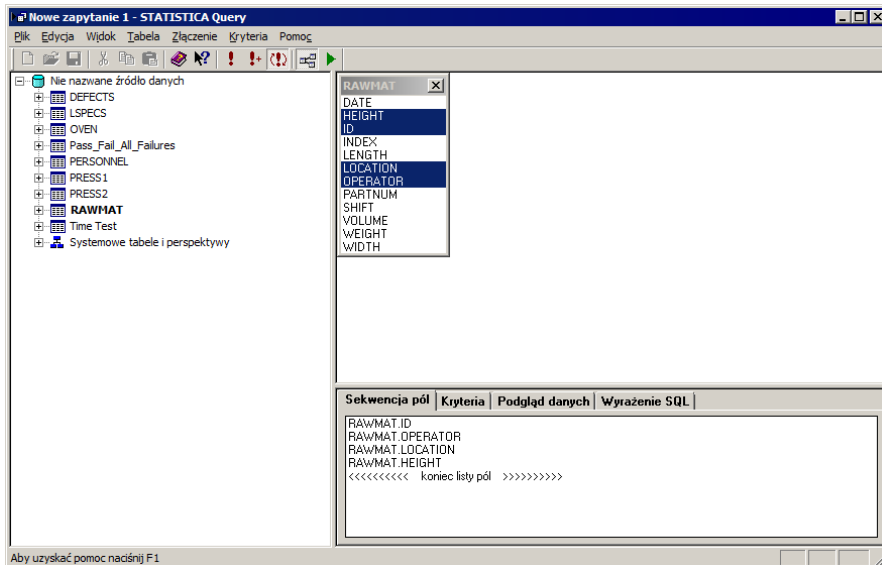 Nowe zapytanie 1 - STATISTICA Query
Plik Edycja Widok Tabela Złączenie Kryteria Pomoc
Nie nazwane źródło danych
DEFECTS
LSPECS
OVEN
Pass_Fail_All_Failures
PERSONNEL
PRESS1
PRESS2
RAWMAT
Time Test
Systemowe tabele i perspektywy
RAWMAT
DATE
HEIGHT
ID
INDEX
LENGTH
LOCATION
OPERATOR
PARTNUM
SHIFT
VOLUME
WEIGHT
WIDTH
Sekwencja pól Kryteria Podgląd danych Wyrażenie SQL
RAWMAT.ID
RAWMAT.OPERATOR
RAWMAT.LOCATION
RAWMAT.HEIGHT
<<<<<<<<<< koniec listy pól >>>>>>>>>>
Aby uzyskać pomoc naciśnij F1